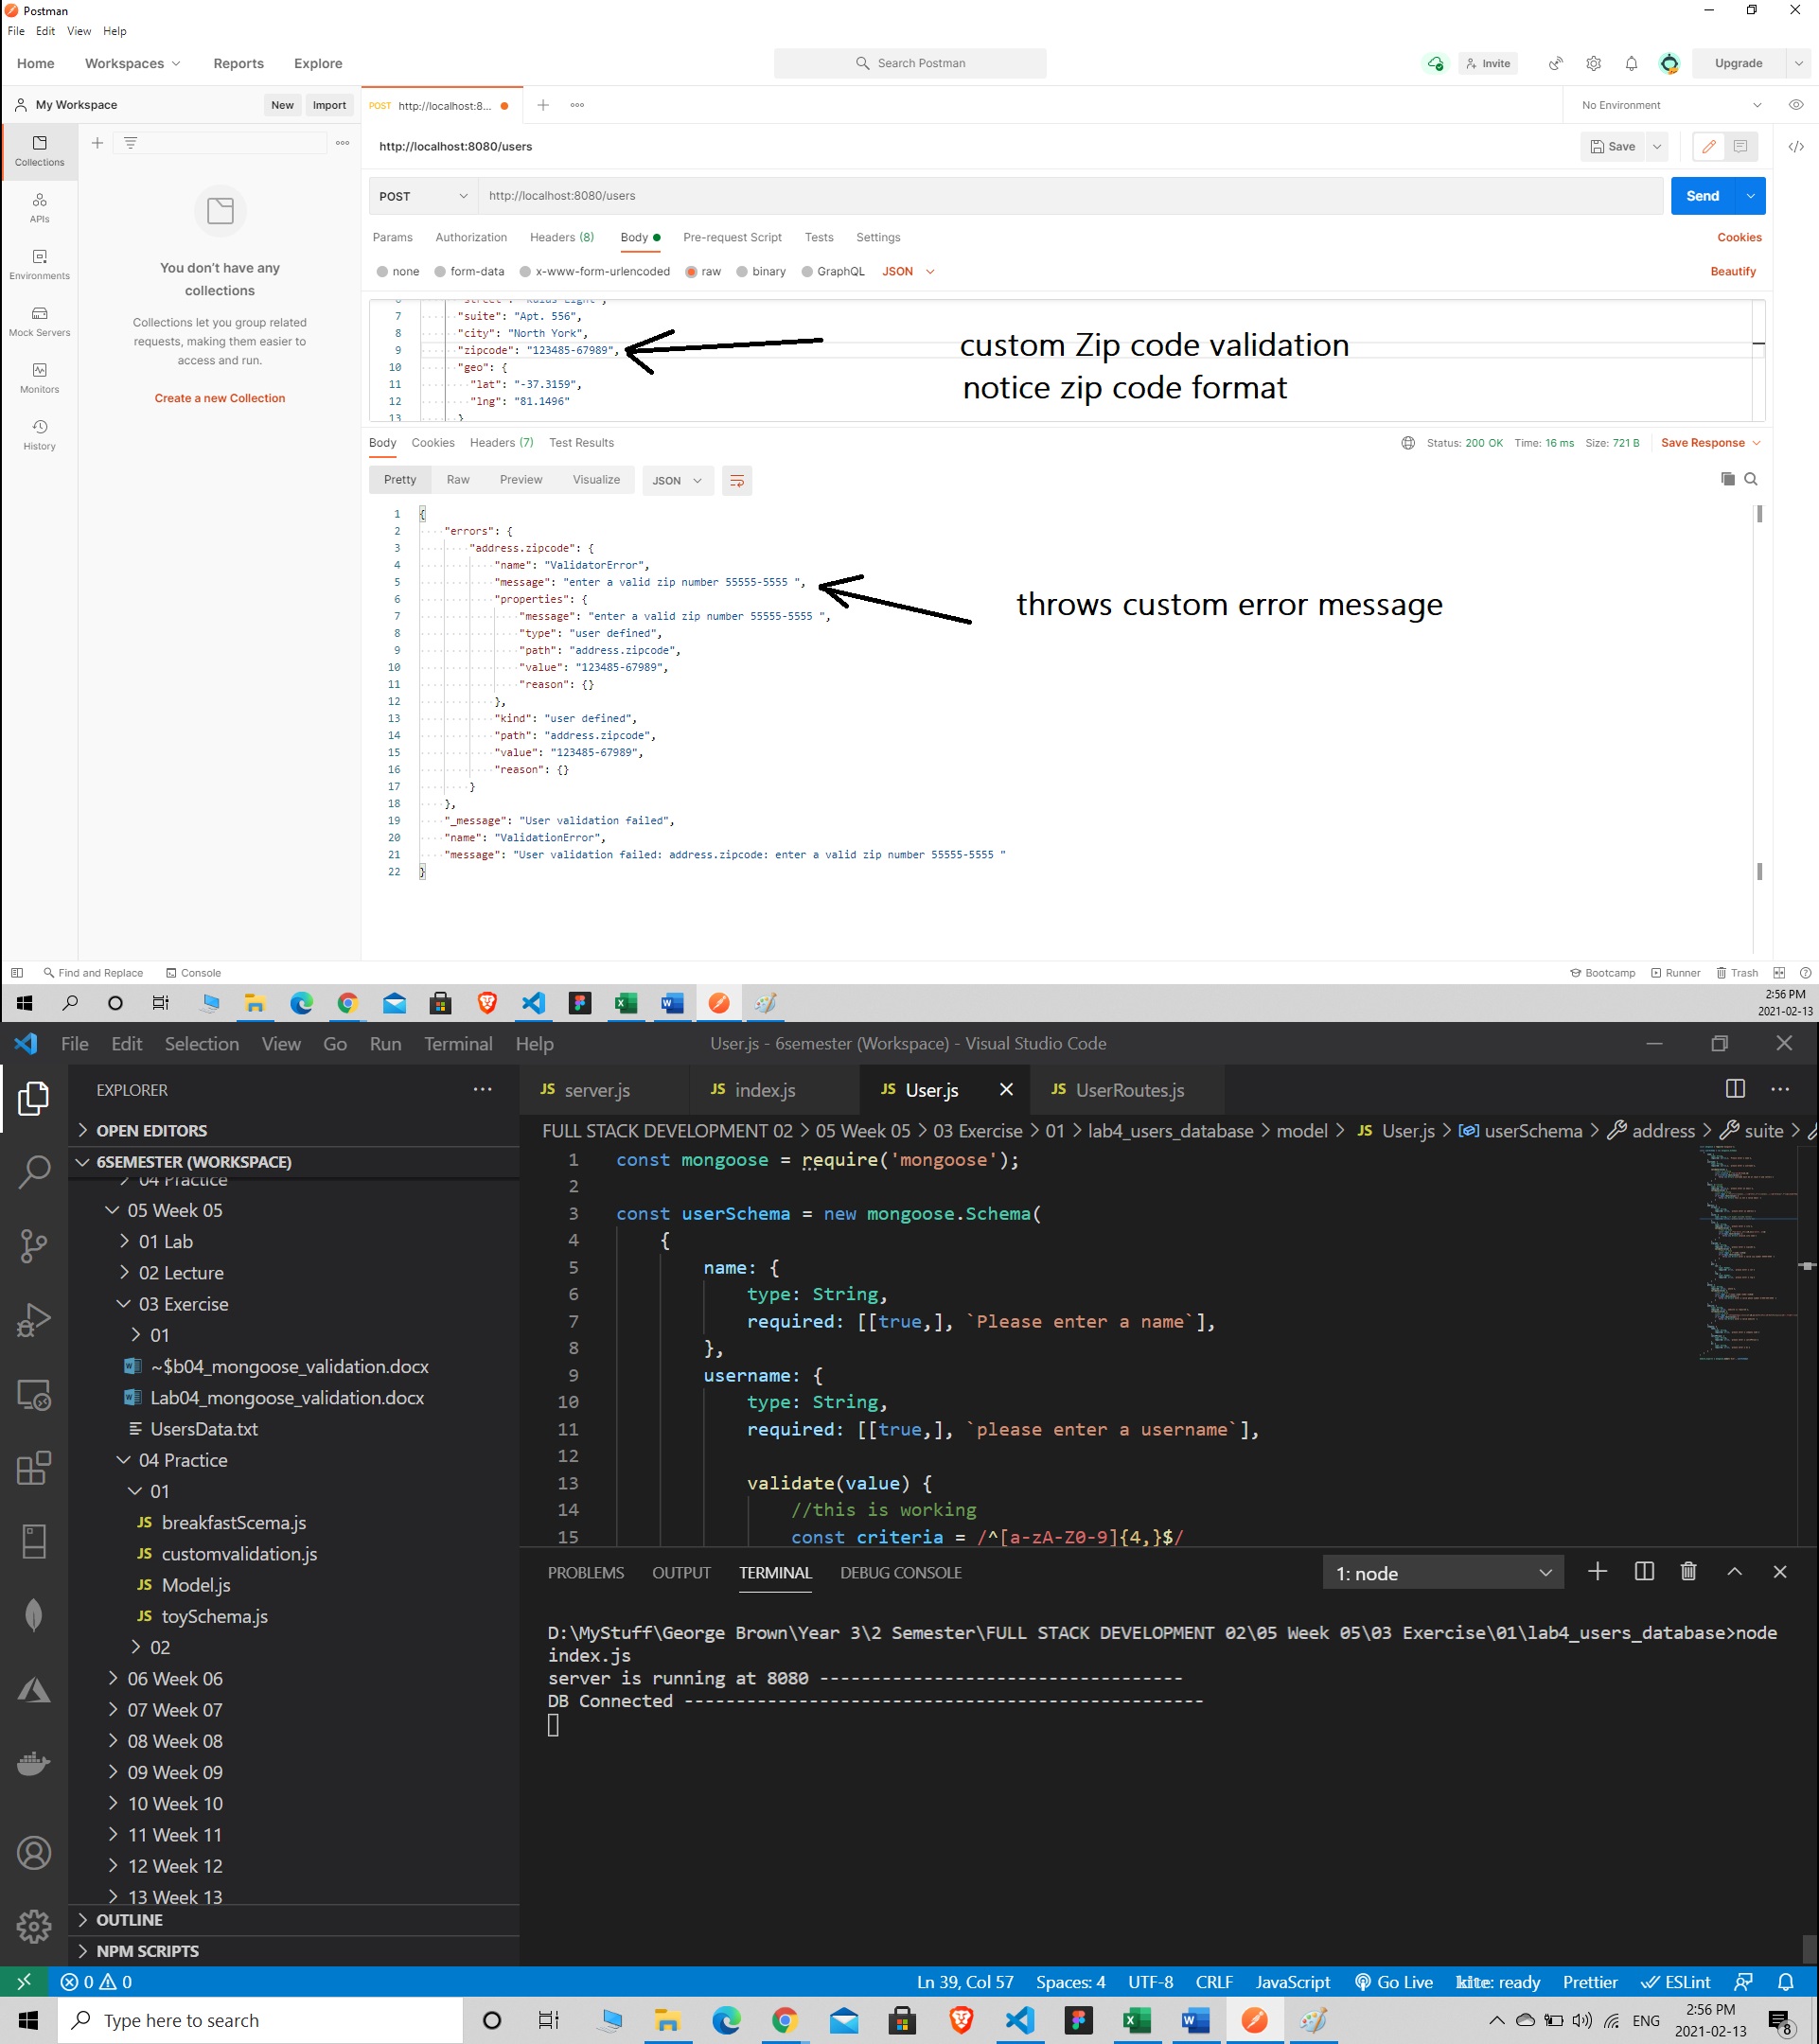 Postman
File Edit View Help
Home Workspaces Reports Explore Search Postman Invite Upgrade
My Workspace New Import POST http://localhost:8... No Environment
Collections
http://localhost:8080/users Save
APIs
POST http://localhost:8080/users Send
Environments
Params Authorization Headers (8) Body Pre-request Script Tests Settings Cookies
You don't have any
collections
none form-data x-www-form-urlencoded raw binary GraphQL JSON Beautify
Mock Servers
Collections let you group related
requests, making them easier to
access and run.
Monitors
Create a new Collection
History
7 "suite": "Apt. 556",
8 "city": "North York",
9 "zipcode": "123485-67989",
10 "geo": {
11 "lat": "-37.3159",
12 "lng": "81.1496"
13 }
custom Zip code validation
notice zip code format
Body Cookies Headers (7) Test Results Status: 200 OK Time: 16 ms Size: 721 B Save Response
Pretty Raw Preview Visualize JSON
1 {
2 "errors": {
3 "address.zipcode": {
4 "name": "ValidatorError",
5 "message": "enter a valid zip number 55555-5555 ",
6 "properties": {
7 "message": "enter a valid zip number 55555-5555 ",
8 "type": "user defined",
9 "path": "address.zipcode",
10 "value": "123485-67989",
11 "reason": {}
12 },
13 "kind": "user defined",
14 "path": "address.zipcode",
15 "value": "123485-67989",
16 "reason": {}
17 }
18 },
19 "_message": "User validation failed",
20 "name": "ValidationError",
21 "message": "User validation failed: address.zipcode: enter a valid zip number 55555-5555 "
22 }
throws custom error message
Find and Replace Console Bootcamp Runner Trash
2:56 PM
2021-02-13
File Edit Selection View Go Run Terminal Help User.js - 6semester (Workspace) - Visual Studio Code
EXPLORER
JS server.js JS index.js JS User.js JS UserRoutes.js
OPEN EDITORS
FULL STACK DEVELOPMENT 02 > 05 Week 05 > 03 Exercise > 01 > lab4_users_database > model > JS User.js > userSchema > address > suite >
6SEMESTER (WORKSPACE)
04 Practice
05 Week 05
01 Lab
02 Lecture
03 Exercise
01
~$b04_mongoose_validation.docx
Lab04_mongoose_validation.docx
UsersData.txt
04 Practice
01
JS breakfastScema.js
JS customvalidation.js
JS Model.js
JS toySchema.js
02
06 Week 06
07 Week 07
08 Week 08
09 Week 09
10 Week 10
11 Week 11
12 Week 12
13 Week 13
OUTLINE
NPM SCRIPTS
1 const mongoose = require('mongoose');
2
3 const userSchema = new mongoose.Schema(
4 {
5 name: {
6 type: String,
7 required: [[true,], `Please enter a name`],
8 },
9 username: {
10 type: String,
11 required: [[true,], `please enter a username`],
12
13 validate(value) {
14 //this is working
15 const criteria = /^[a-zA-Z0-9]{4,}$/
PROBLEMS OUTPUT TERMINAL DEBUG CONSOLE 1: node
D:\MyStuff\George Brown\Year 3\2 Semester\FULL STACK DEVELOPMENT 02\05 Week 05\03 Exercise\01\lab4_users_database>node
index.js
server is running at 8080 -----------------------------------
DB Connected --------------------------------------------------
0 0 Ln 39, Col 57 Spaces: 4 UTF-8 CRLF JavaScript Go Live kite: ready Prettier ESLint
Type here to search ENG 2:56 PM
2021-02-13 8